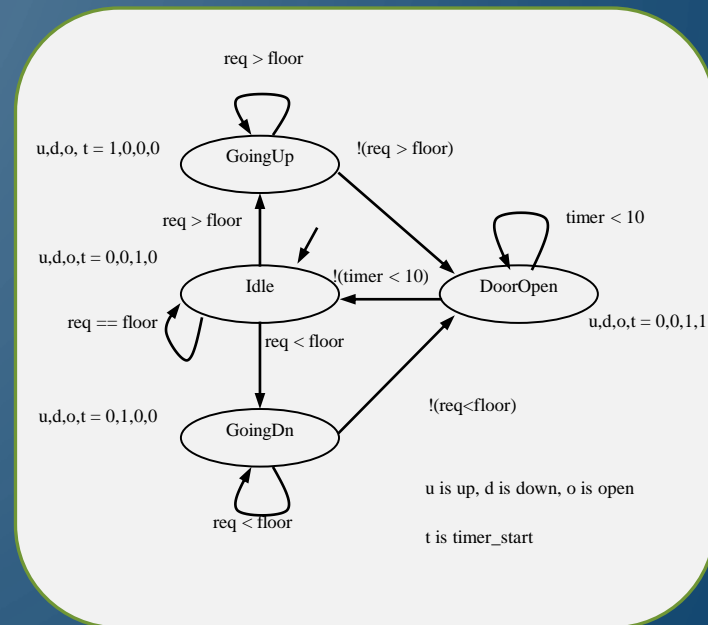 req > floor
u,d,o, t = 1,0,0,0
GoingUp
!(req > floor)
req > floor
timer < 10
u,d,o,t = 0,0,1,0
Idle
!(timer < 10)
DoorOpen
u,d,o,t = 0,0,1,1
req == floor
req < floor
u,d,o,t = 0,1,0,0
GoingDn
!(req<floor)
req < floor
u is up, d is down, o is open
t is timer_start